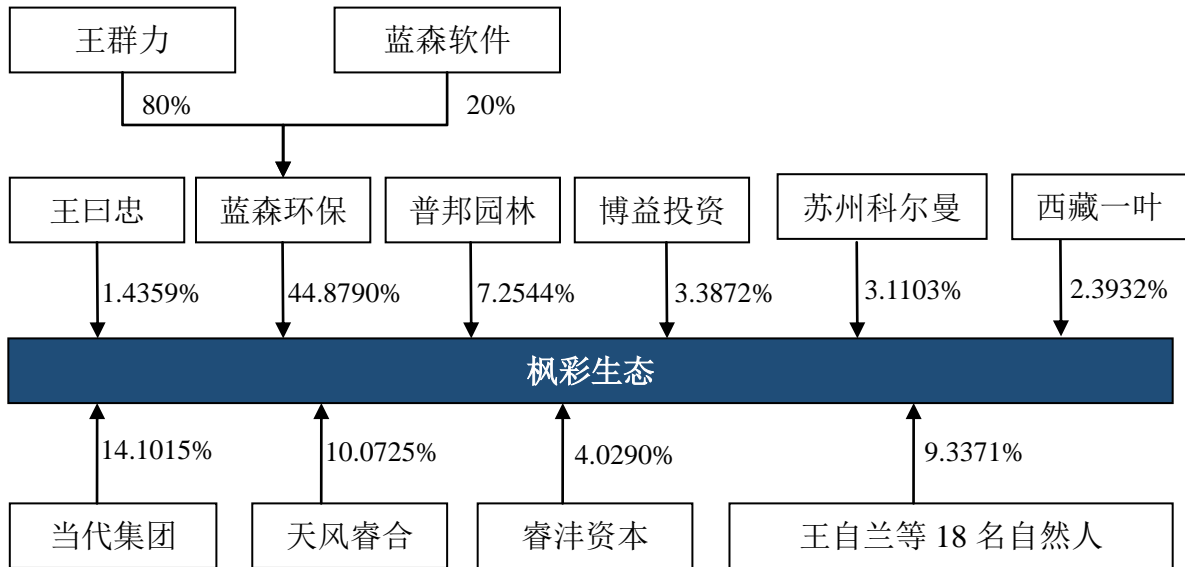 王群力
蓝森软件
80%
20%
王曰忠
蓝森环保
普邦园林
博益投资
苏州科尔曼
西藏一叶
1.4359%
44.8790%
7.2544%
3.3872%
3.1103%
2.3932%
枫彩生态
14.1015%
10.0725%
4.0290%
9.3371%
当代集团
天风睿合
睿沣资本
王自兰等 18 名自然人